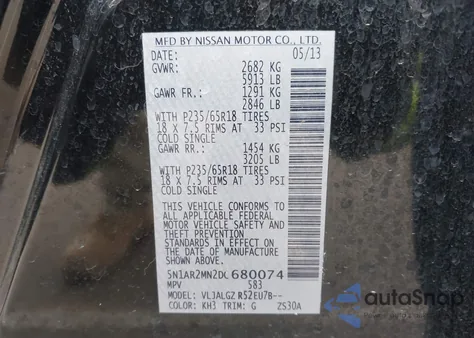 MFD BY NISSAN MOTOR CO., LTD.
DATE: 05/13
GVWR: 2682 KG
5913 LB
GAWR FR.: 1291 KG
2846 LB
WITH P235/65R18 TIRES
18 X 7.5 RIMS AT 33 PSI
COLD SINGLE
GAWR RR.: 1454 KG
3205 LB
WITH P235/65R18 TIRES
18 X 7.5 RIMS AT 33 PSI
COLD SINGLE
THIS VEHICLE CONFORMS TO
ALL APPLICABLE FEDERAL
MOTOR VEHICLE SAFETY
AND THEFT PREVENTION
STANDARDS IN EFFECT ON
THE DATE OF MANUFACTURE
SHOWN ABOVE.
5N1AR2MN2DC680074
MPV 583
MODEL: VLJALGZ R52EU7B--
COLOR: KH3 TRIM: G ZS30A
AutoSnap